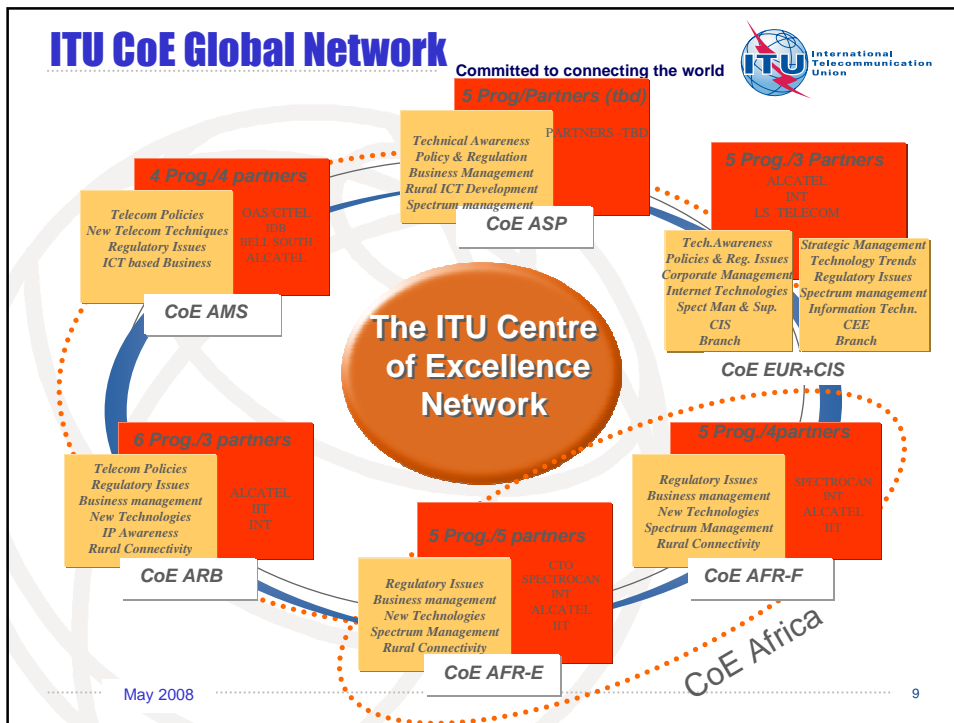 ITU CoE Global Network
Committed to connecting the world
ITU
International
Telecommunication
Union
5 Prog/Partners (tbd)
PARTNERS -TBD
Technical Awareness
Policy & Regulation
Business Management
Rural ICT Development
Spectrum management
CoE ASP
4 Prog./4 partners
Telecom Policies
New Telecom Techniques
Regulatory Issues
ICT based Business
OAS-CITEL
IDB
BELL SOUTH
ALCATEL
CoE AMS
5 Prog./3 Partners
ALCATEL
INT
LS TELECOM
Tech.Awareness
Policies & Reg. Issues
Corporate Management
Internet Technologies
Spect Man & Sup.
CIS
Branch
Strategic Management
Technology Trends
Regulatory Issues
Spectrum management
Information Techn.
CEE
Branch
CoE EUR+CIS
The ITU Centre
of Excellence
Network
6 Prog./3 partners
Telecom Policies
Regulatory Issues
Business management
New Technologies
IP Awareness
Rural Connectivity
ALCATEL
IIT
INT
CoE ARB
5 Prog./5 partners
Regulatory Issues
Business management
New Technologies
Spectrum Management
Rural Connectivity
CTO
SPECTROCAN
INT
ALCATEL
IIT
CoE AFR-E
5 Prog./4partners
Regulatory Issues
Business management
New Technologies
Spectrum Management
Rural Connectivity
SPECTROCAN
INT
ALCATEL
IIT
CoE AFR-F
CoE Africa
May 2008
9